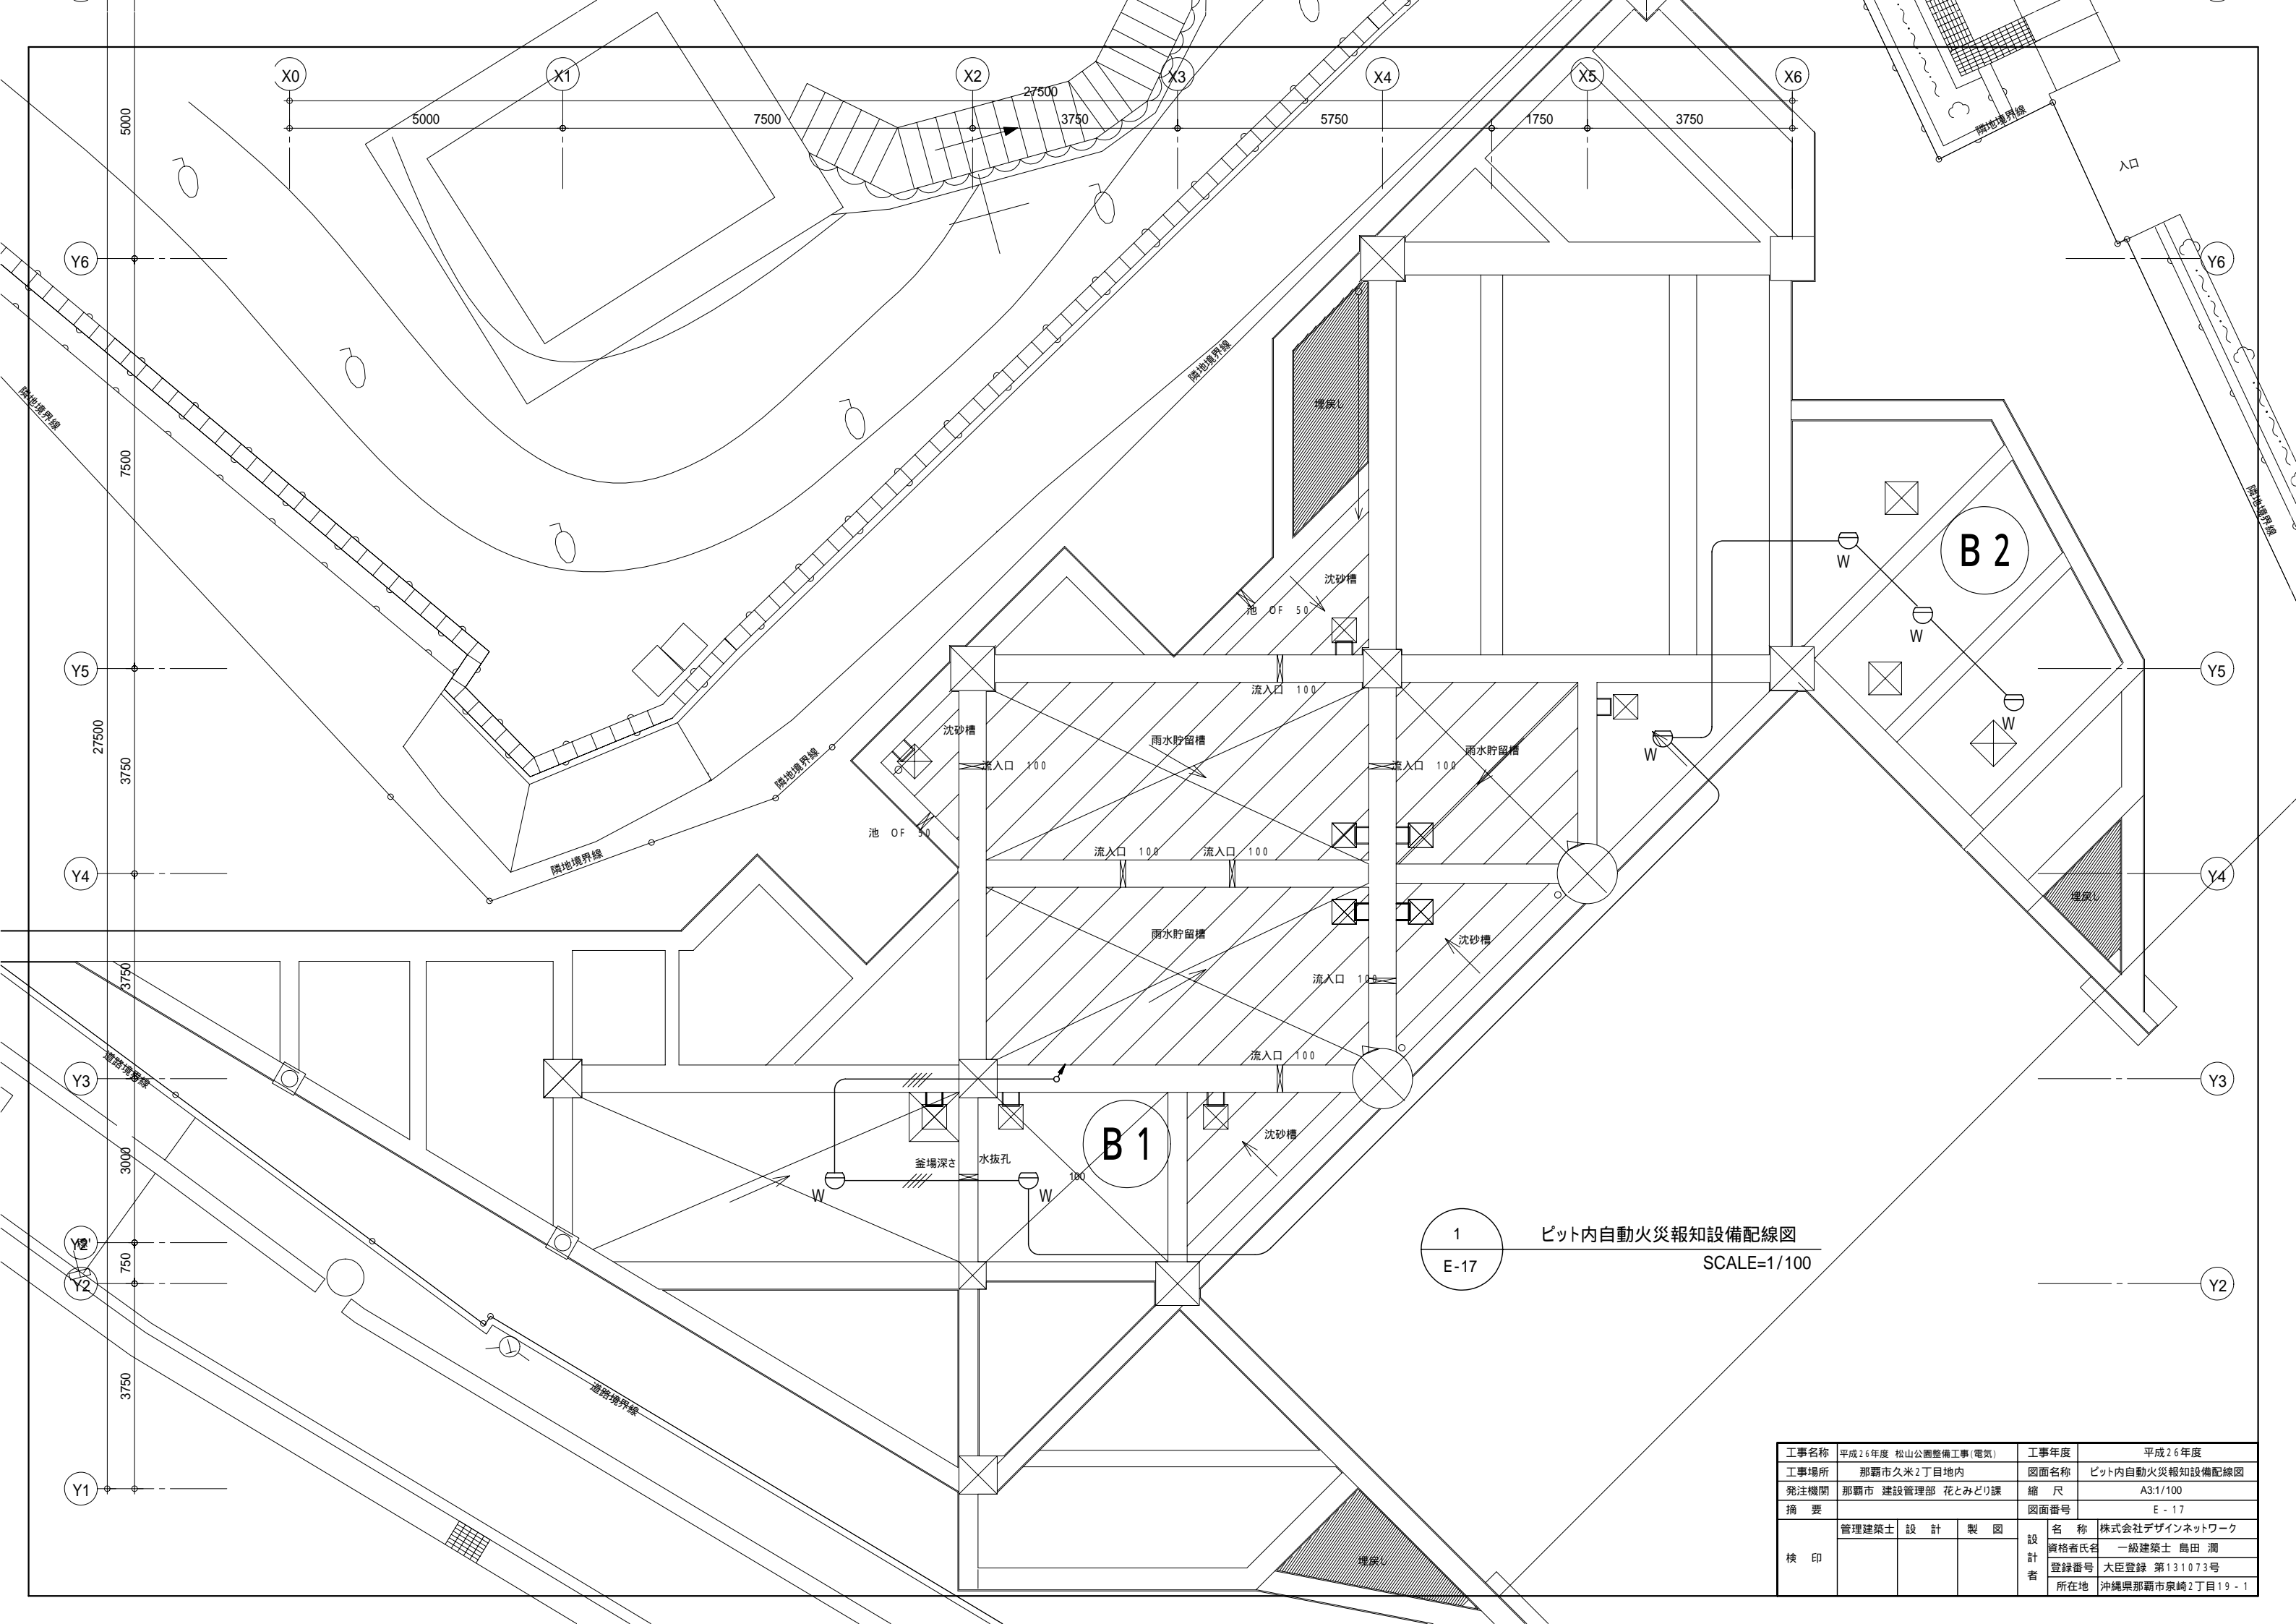 X0
X1
X2
X3
X4
X5
X6
27500
5000
7500
3750
5750
1750
3750
5000
Y6
7500
Y5
27500
3750
Y4
3750
Y3
3000
Y2'
750
Y2
3750
Y1
Y6
Y5
Y4
Y3
Y2
隣地境界線
入口
隣地境界線
隣地境界線
隣地境界線
隣地境界線
隣地境界線
道路境界線
道路境界線
埋戻し
沈砂槽
池 OF 50
流入口 100
沈砂槽
流入口 100
雨水貯留槽
雨水貯留槽
流入口 100
池 OF 50
流入口 100
流入口 100
雨水貯留槽
沈砂槽
流入口 100
流入口 100
沈砂槽
釜場深さ
水抜孔
100
W
W
W
W
W
W
B1
B2
埋戻し
埋戻し
1
E-17
ピット内自動火災報知設備配線図
SCALE=1/100
工事名称 平成26年度 松山公園整備工事(電気) 工事年度 平成26年度
工事場所 那覇市久米2丁目地内 図面名称 ピット内自動火災報知設備配線図
発注機関 那覇市 建設管理部 花とみどり課 縮 尺 A3:1/100
摘 要 図面番号 E-17
検 印 管理建築士 設 計 製 図
設計者 名 称 株式会社デザインネットワーク
資格者氏名 一級建築士 島田 潤
登録番号 大臣登録 第131073号
所在地 沖縄県那覇市泉崎2丁目19-1